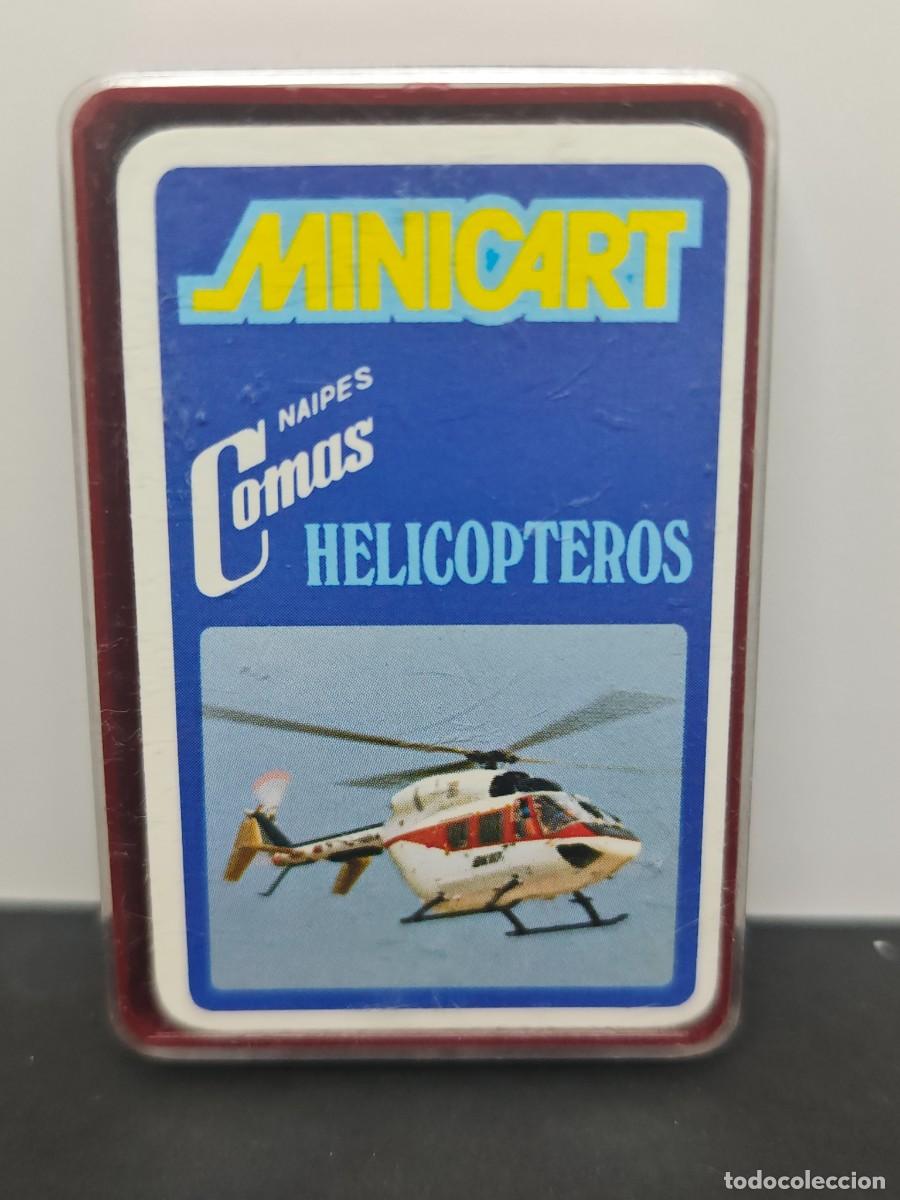 MINICART
NAIPES
Comas
HELICOPTEROS
todocoleccion